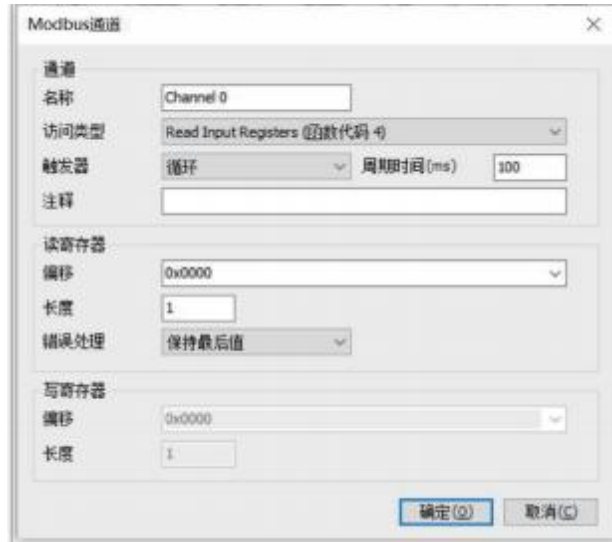 Modbus通道
通道
名称 Channel 0
访问类型 Read Input Registers (函数代码 4)
触发器 循环 周期时间(ms) 100
注释
读寄存器
偏移 0x0000
长度 1
错误处理 保持最后值
写寄存器
偏移 0x0000
长度 1
确定(O) 取消(C)